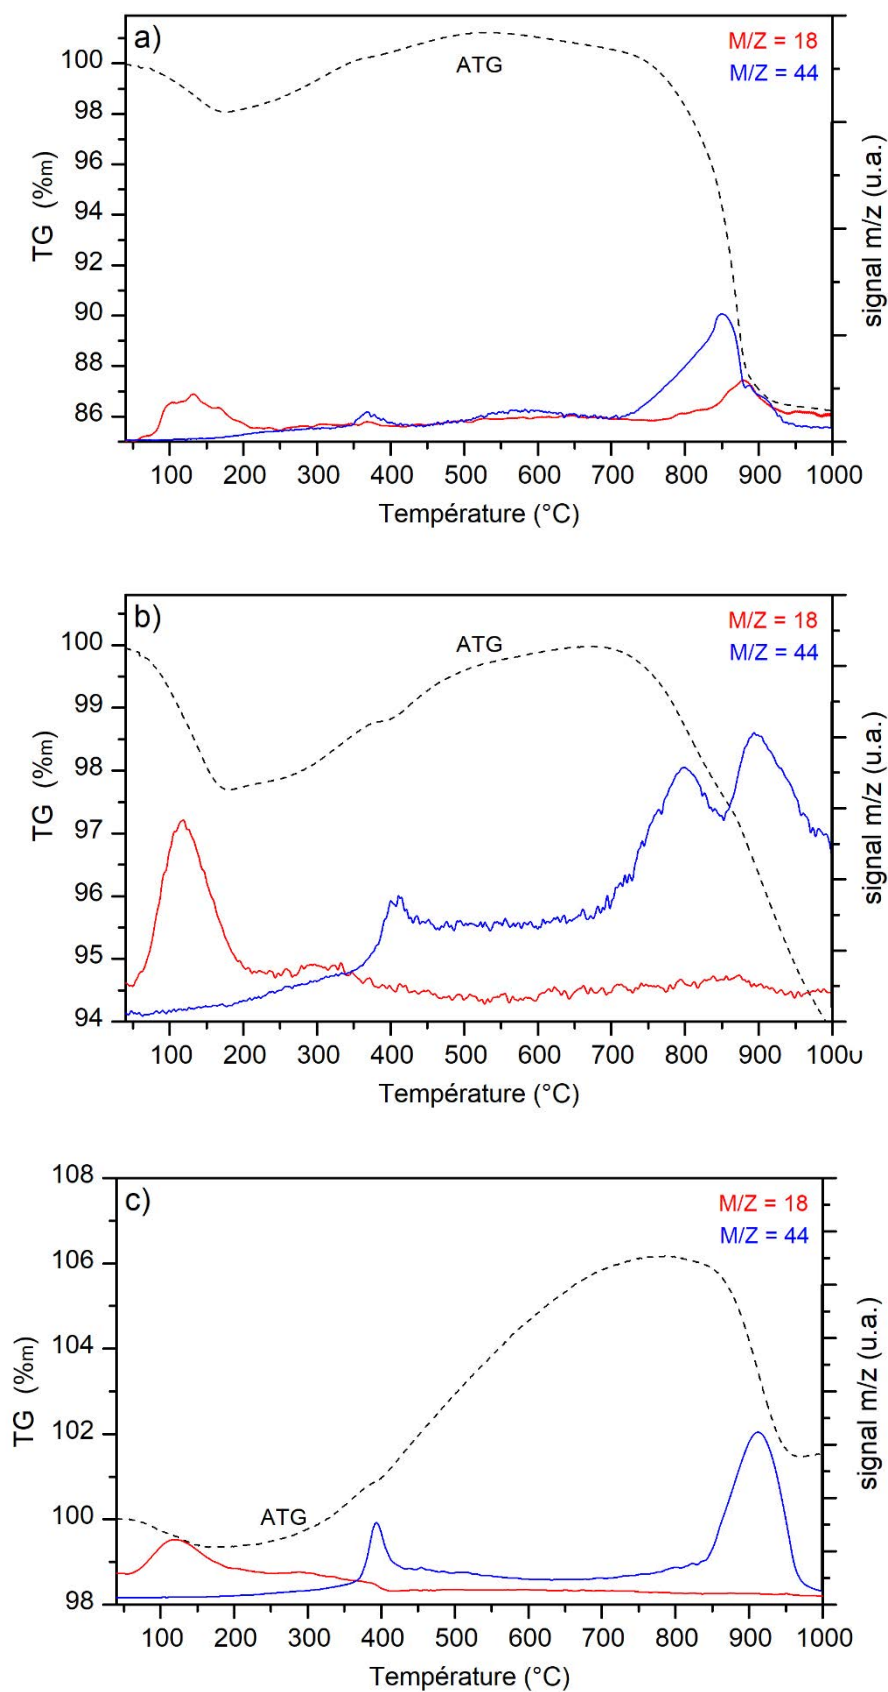 a)
M/Z = 18
M/Z = 44
ATG
100
98
96
94
92
90
88
86
TG (%m)
signal m/z (u.a.)
100 200 300 400 500 600 700 800 900 1000
Température (°C)
b)
M/Z = 18
M/Z = 44
ATG
100
99
98
97
96
95
94
TG (%m)
signal m/z (u.a.)
100 200 300 400 500 600 700 800 900 1000
Température (°C)
c)
M/Z = 18
M/Z = 44
ATG
108
106
104
102
100
98
TG (%m)
signal m/z (u.a.)
100 200 300 400 500 600 700 800 900 1000
Température (°C)